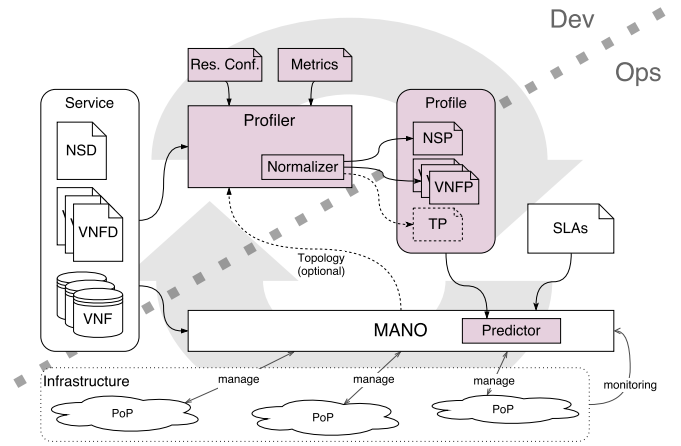 Dev
Ops
Res. Conf.
Metrics
Service
Profiler
Profile
NSD
Normalizer
NSP
V
VNFP
TP
V
VNFD
SLAs
Topology
(optional)
VNF
MANO
Predictor
Infrastructure
manage
manage
manage
monitoring
PoP
PoP
PoP